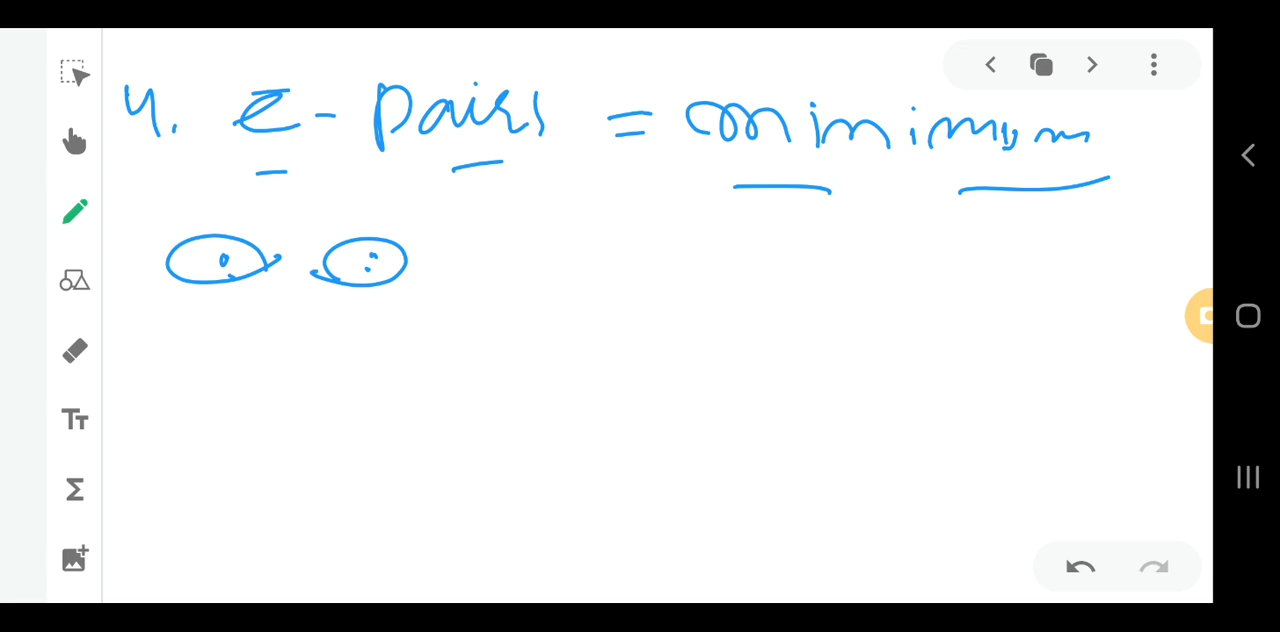 4. e̅ - pairs = minimum